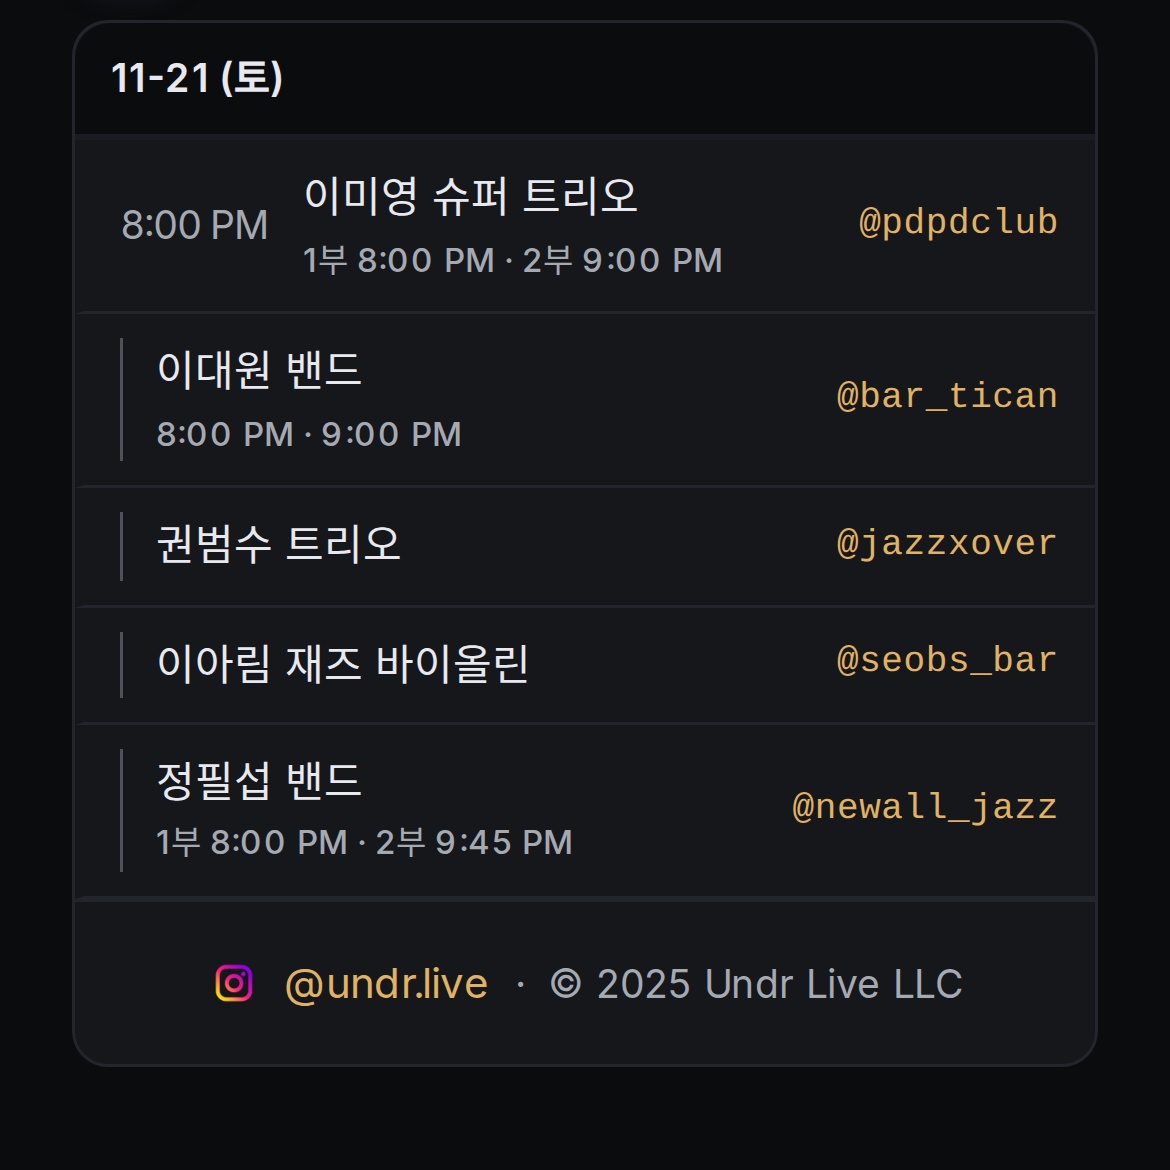 11-21 (토)
8:00 PM
이미영 슈퍼 트리오
1부 8:00 PM · 2부 9:00 PM
@pdpdclub
이대원 밴드
8:00 PM · 9:00 PM
@bar_tican
권범수 트리오
@jazzxover
이아림 재즈 바이올린
@seobs_bar
정필섭 밴드
1부 8:00 PM · 2부 9:45 PM
@newall_jazz
@undr.live · © 2025 Undr Live LLC